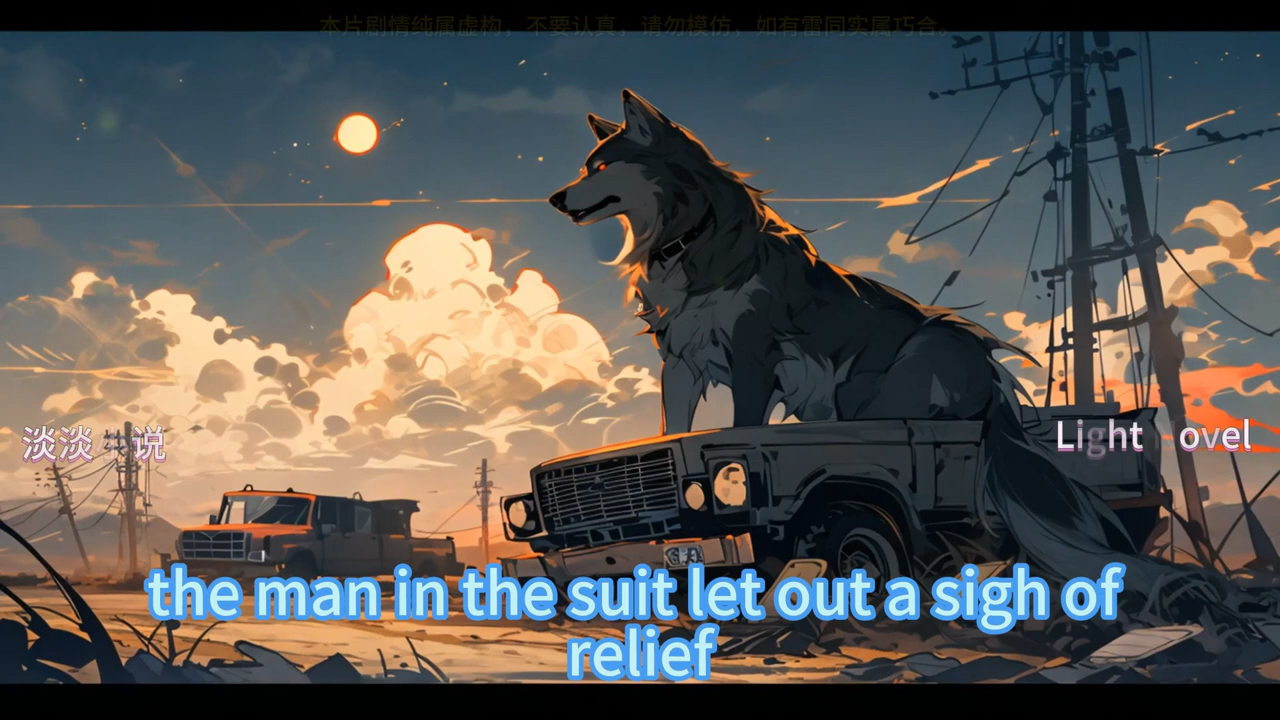 本片剧情纯属虚构，不要认真，请勿模仿，如有雷同实属巧合。
淡淡 说
Light ovel
the man in the suit let out a sigh of
relief